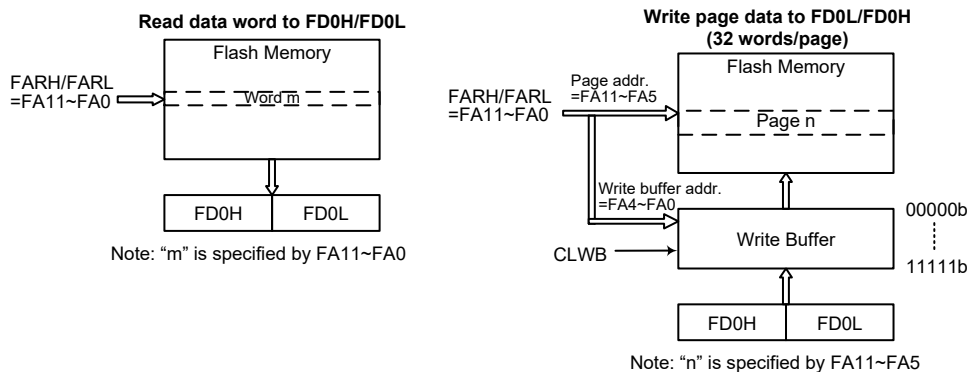 Read data word to FD0H/FD0L
Flash Memory
FARH/FARL
=FA11~FA0
Word m
FD0H
FD0L
Note: “m” is specified by FA11~FA0
Write page data to FD0L/FD0H
(32 words/page)
Flash Memory
Page addr.
=FA11~FA5
FARH/FARL
=FA11~FA0
Page n
Write buffer addr.
=FA4~FA0
Write Buffer
00000b
11111b
CLWB
FD0H
FD0L
Note: “n” is specified by FA11~FA5